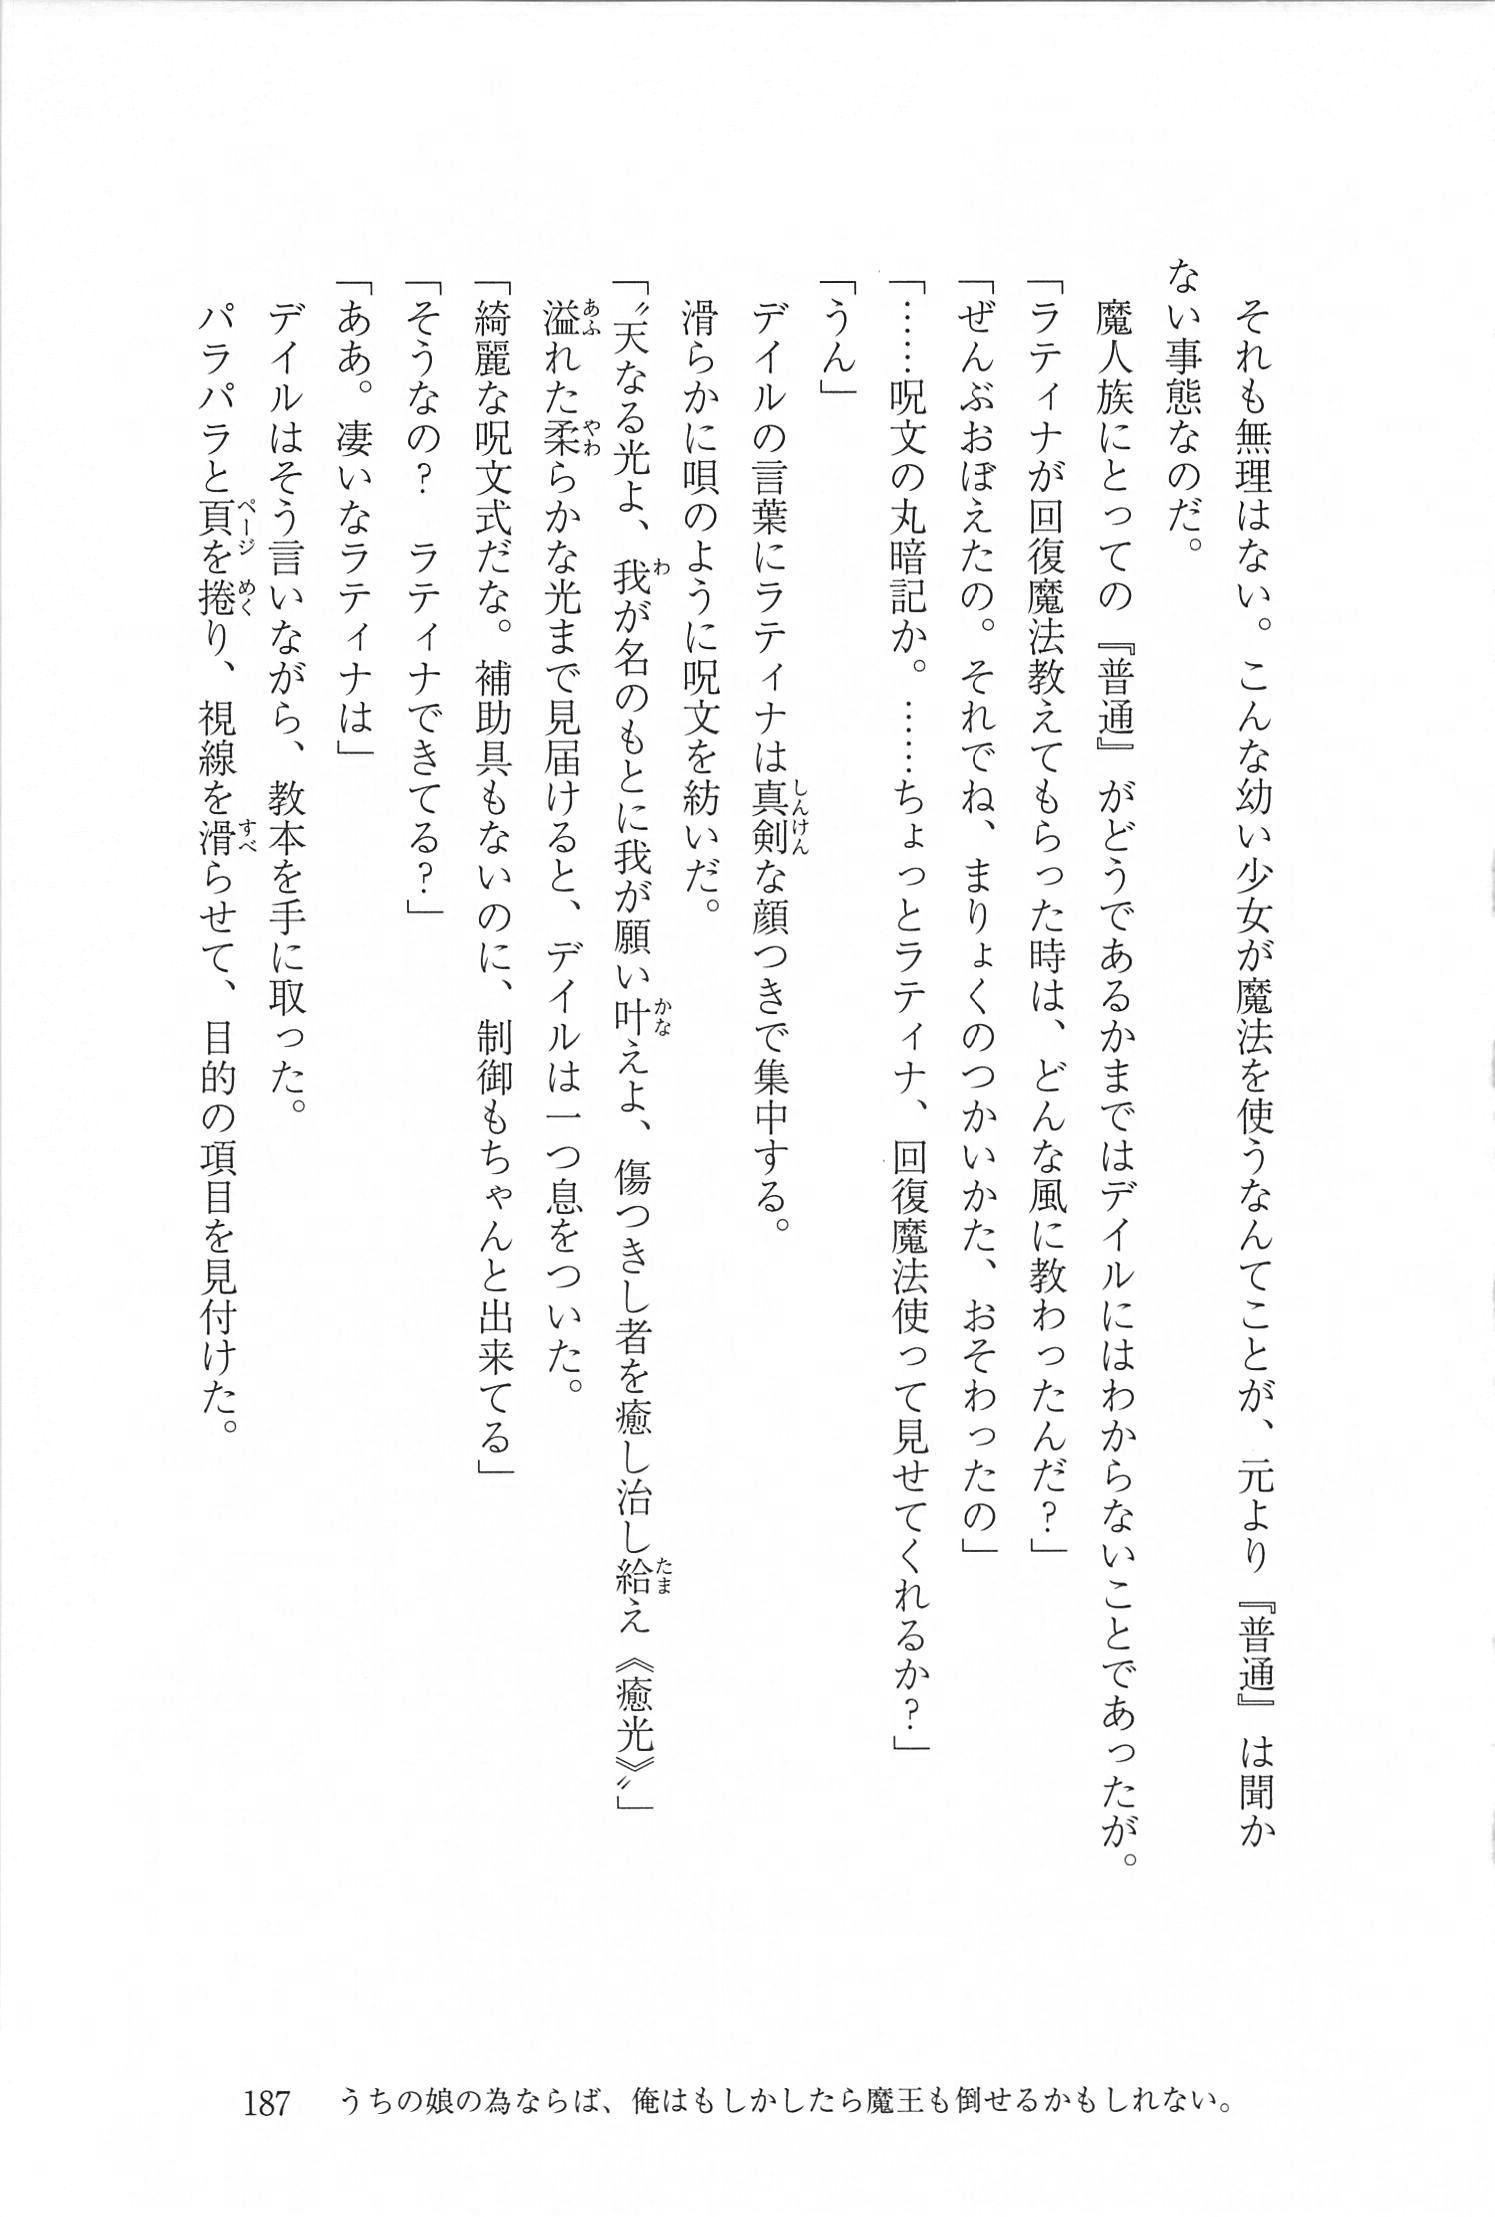 それも無理はない。こんな幼い少女が魔法を使うなんてことが、元より『普通』は聞か
ない事態なのだ。
　魔人族にとっての『普通』がどうであるかまではデイルにはわからないことであったが。
「ラティナが回復魔法教えてもらった時は、どんな風に教わったんだ？」
「ぜんぶおぼえたの。それでね、まりょくのつかいかた、おそわったの」
「……呪文の丸暗記か。……ちょっとラティナ、回復魔法使って見せてくれるか？」
「うん」
　デイルの言葉にラティナは真剣（しんけん）な顔つきで集中する。
　滑らかに唄のように呪文を紡いだ。
「〝天なる光よ、我（わ）が名のもとに我が願い叶（かな）えよ、傷つきし者を癒し治し給（たま）え《癒光》〟」
　溢（あふ）れた柔（やわ）らかな光まで見届けると、デイルは一つ息をついた。
「綺麗な呪文式だな。補助具もないのに、制御もちゃんと出来てる」
「そうなの？　ラティナできてる？」
「ああ。凄いなラティナは」
　デイルはそう言いながら、教本を手に取った。
　パラパラと頁（ページ）を捲（めく）り、視線を滑（すべ）らせて、目的の項目を見付けた。
187　うちの娘の為ならば、俺はもしかしたら魔王も倒せるかもしれない。